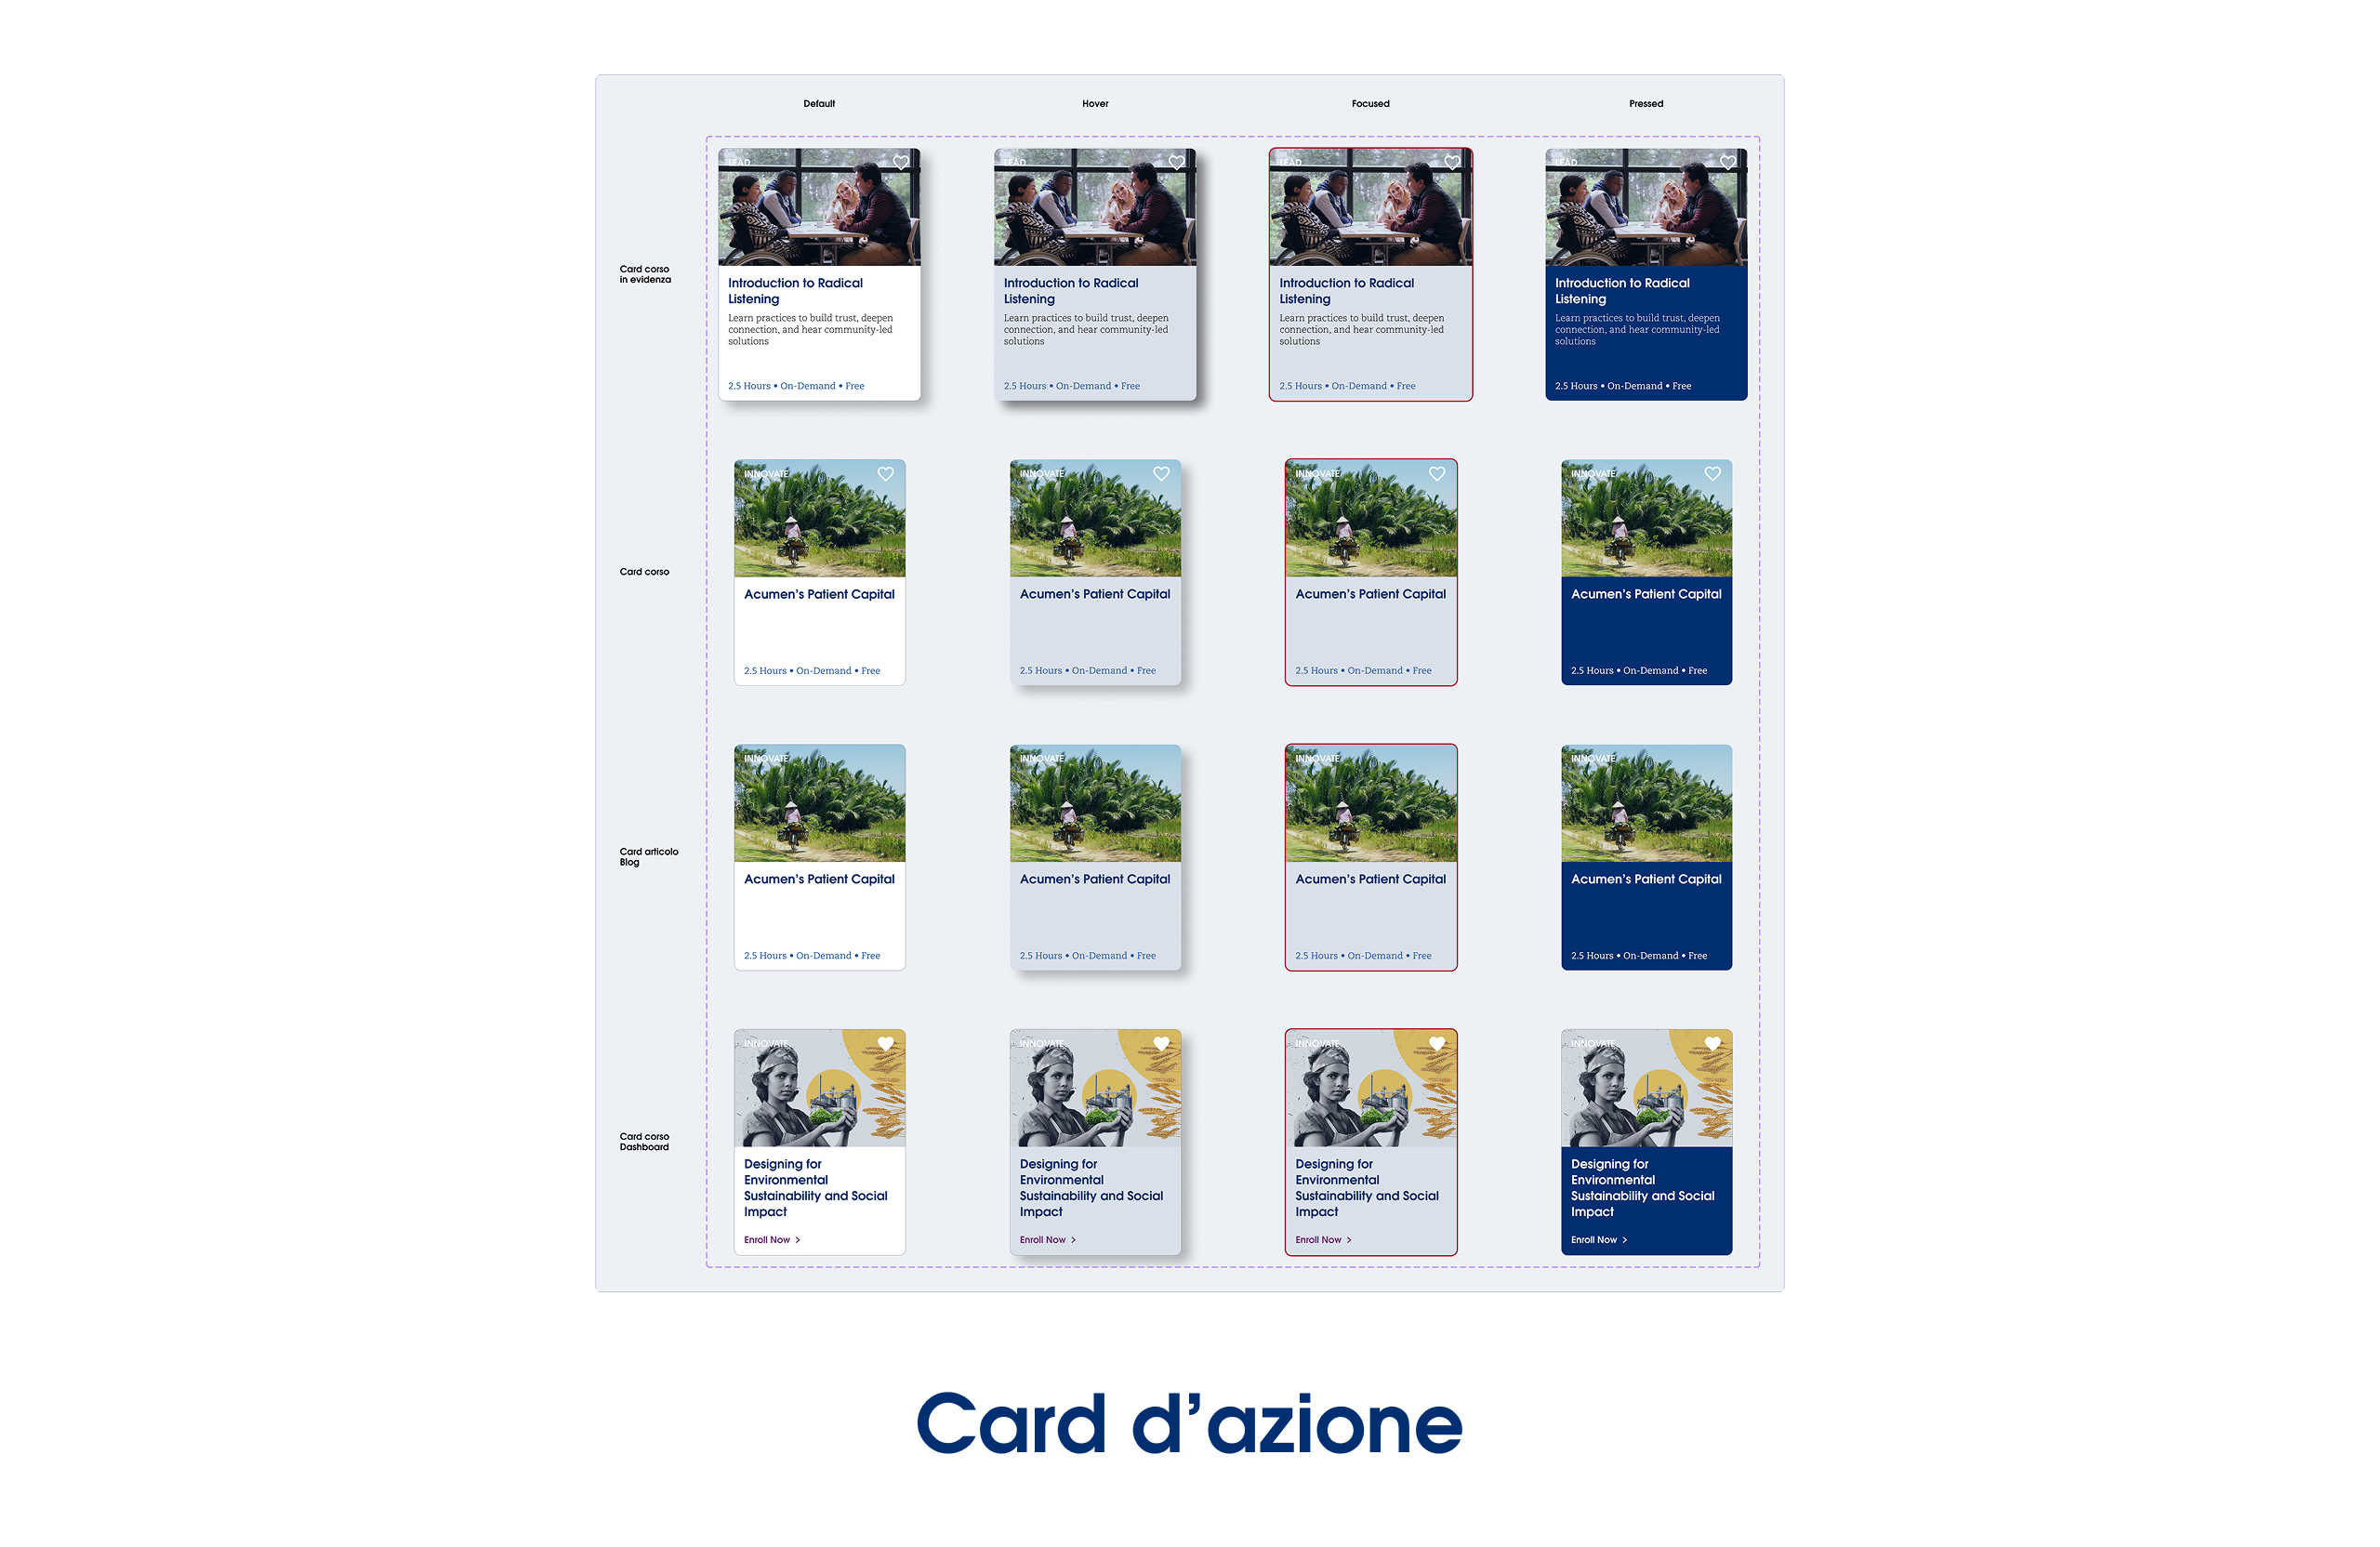 Default
Hover
Focused
Pressed
Card corso
in evidenza
LEAD
Introduction to Radical
Listening
Learn practices to build trust, deepen
connection, and hear community-led
solutions
2.5 Hours • On-Demand • Free
LEAD
Introduction to Radical
Listening
Learn practices to build trust, deepen
connection, and hear community-led
solutions
2.5 Hours • On-Demand • Free
LEAD
Introduction to Radical
Listening
Learn practices to build trust, deepen
connection, and hear community-led
solutions
2.5 Hours • On-Demand • Free
LEAD
Introduction to Radical
Listening
Learn practices to build trust, deepen
connection, and hear community-led
solutions
2.5 Hours • On-Demand • Free
Card corso
INNOVATE
Acumen’s Patient Capital
2.5 Hours • On-Demand • Free
INNOVATE
Acumen’s Patient Capital
2.5 Hours • On-Demand • Free
INNOVATE
Acumen’s Patient Capital
2.5 Hours • On-Demand • Free
INNOVATE
Acumen’s Patient Capital
2.5 Hours • On-Demand • Free
Card articolo
Blog
INNOVATE
Acumen’s Patient Capital
2.5 Hours • On-Demand • Free
INNOVATE
Acumen’s Patient Capital
2.5 Hours • On-Demand • Free
INNOVATE
Acumen’s Patient Capital
2.5 Hours • On-Demand • Free
INNOVATE
Acumen’s Patient Capital
2.5 Hours • On-Demand • Free
Card corso
Dashboard
INNOVATE
Designing for
Environmental
Sustainability and Social
Impact
Enroll Now >
INNOVATE
Designing for
Environmental
Sustainability and Social
Impact
Enroll Now >
INNOVATE
Designing for
Environmental
Sustainability and Social
Impact
Enroll Now >
INNOVATE
Designing for
Environmental
Sustainability and Social
Impact
Enroll Now >
Card d’azione